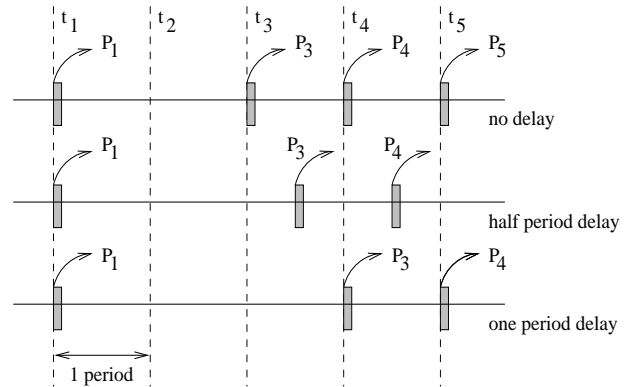 t1 t2 t3 t4 t5
P1 P3 P4 P5
no delay
P1 P3 P4
half period delay
P1 P3 P4
one period delay
1 period